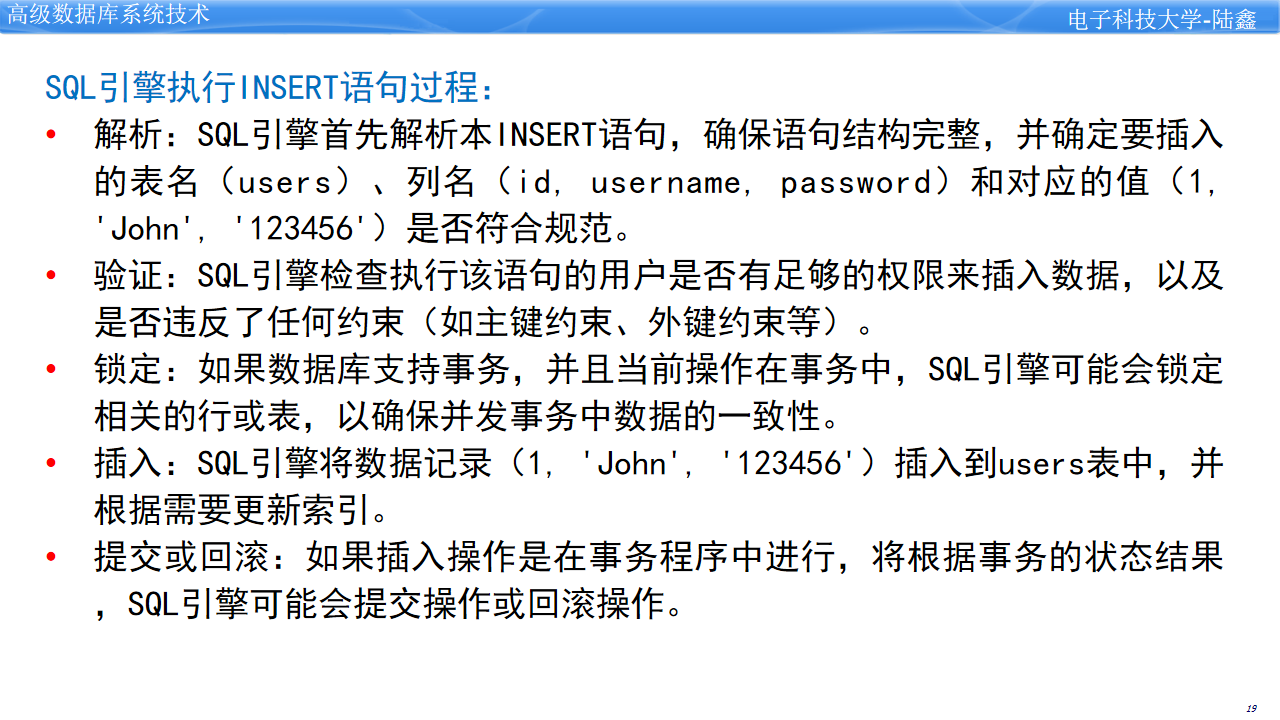 高级数据库系统技术
电子科技大学-陆鑫
SQL引擎执行INSERT语句过程：
• 解析：SQL引擎首先解析本INSERT语句，确保语句结构完整，并确定要插入
的表名（users）、列名（id, username, password）和对应的值（1,
'John', '123456'）是否符合规范。
• 验证：SQL引擎检查执行该语句的用户是否有足够的权限来插入数据，以及
是否违反了任何约束（如主键约束、外键约束等）。
• 锁定：如果数据库支持事务，并且当前操作在事务中，SQL引擎可能会锁定
相关的行或表，以确保并发事务中数据的一致性。
• 插入：SQL引擎将数据记录（1, 'John', '123456'）插入到users表中，并
根据需要更新索引。
• 提交或回滚：如果插入操作是在事务程序中进行，将根据事务的状态结果
，SQL引擎可能会提交操作或回滚操作。
19